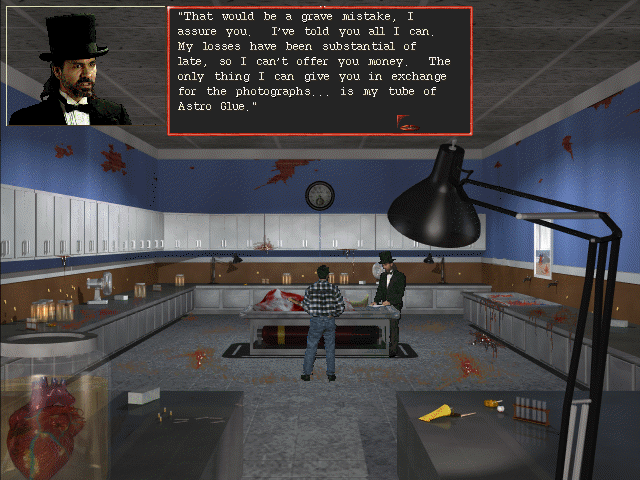 "That would be a grave mistake, I
assure you.  I've told you all I can.
My losses have been substantial of
late, so I can't offer you money.  The
only thing I can give you in exchange
for the photographs... is my tube of
Astro Glue."